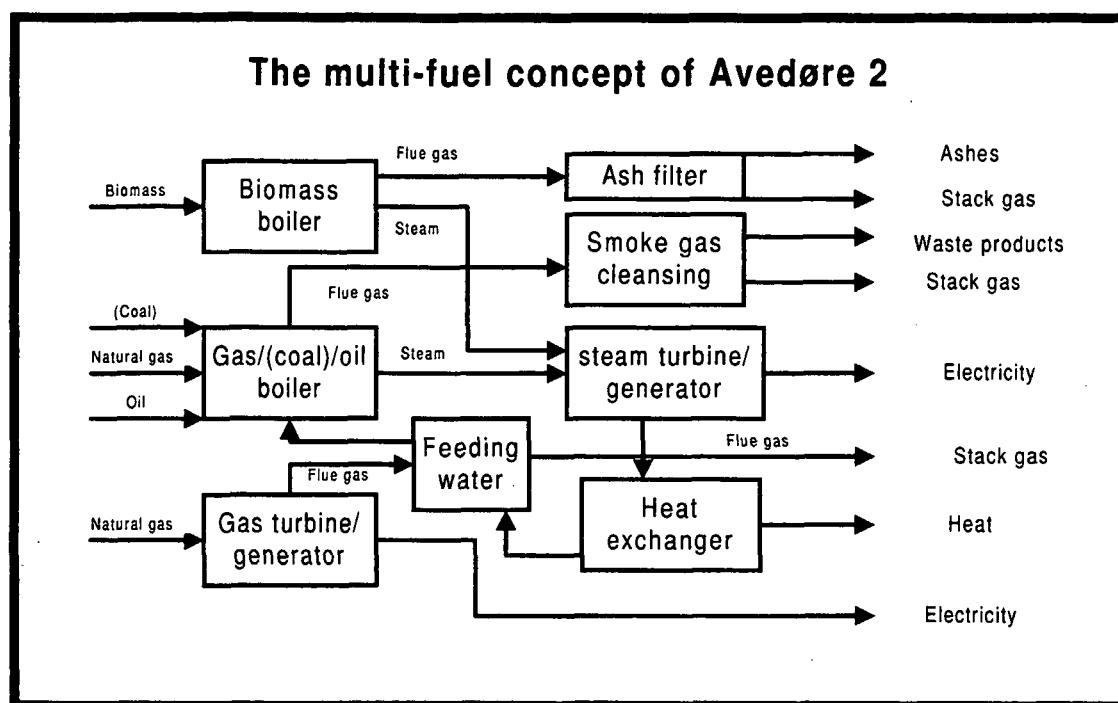 The multi-fuel concept of Avedøre 2
Flue gas
Ashes
Biomass
Biomass
boiler
Ash filter
Stack gas
Steam
Smoke gas
cleansing
Waste products
Flue gas
Stack gas
(Coal)
Natural gas
Gas/(coal)/oil
boiler
Steam
steam turbine/
generator
Electricity
Oil
Feeding
water
Flue gas
Stack gas
Flue gas
Natural gas
Gas turbine/
generator
Heat
exchanger
Heat
Electricity